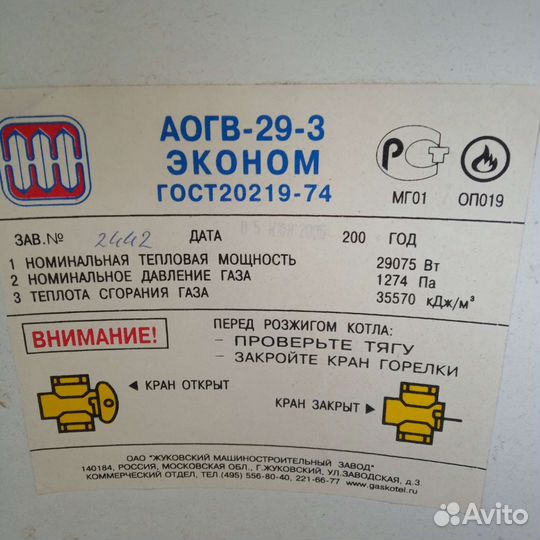 АОГВ-29-3
ЭКОНОМ
ГОСТ20219-74
МГ01 ОП019
ЗАВ.№ 2442 ДАТА 200 ГОД
1 НОМИНАЛЬНАЯ ТЕПЛОВАЯ МОЩНОСТЬ 29075 Вт
2 НОМИНАЛЬНОЕ ДАВЛЕНИЕ ГАЗА 1274 Па
3 ТЕПЛОТА СГОРАНИЯ ГАЗА 35570 кДж/м³
ВНИМАНИЕ!
ПЕРЕД РОЗЖИГОМ КОТЛА:
– ПРОВЕРЬТЕ ТЯГУ
– ЗАКРОЙТЕ КРАН ГОРЕЛКИ
КРАН ОТКРЫТ
КРАН ЗАКРЫТ
ОАО "ЖУКОВСКИЙ МАШИНОСТРОИТЕЛЬНЫЙ ЗАВОД"
140184, РОССИЯ, МОСКОВСКАЯ ОБЛ., Г.ЖУКОВСКИЙ, УЛ.ЗАВОДСКАЯ, Д.3
КОММЕРЧЕСКИЙ ОТДЕЛ, ТЕЛ.(495) 556-80-40, 221-66-77 www.gaskotel.ru
Avito